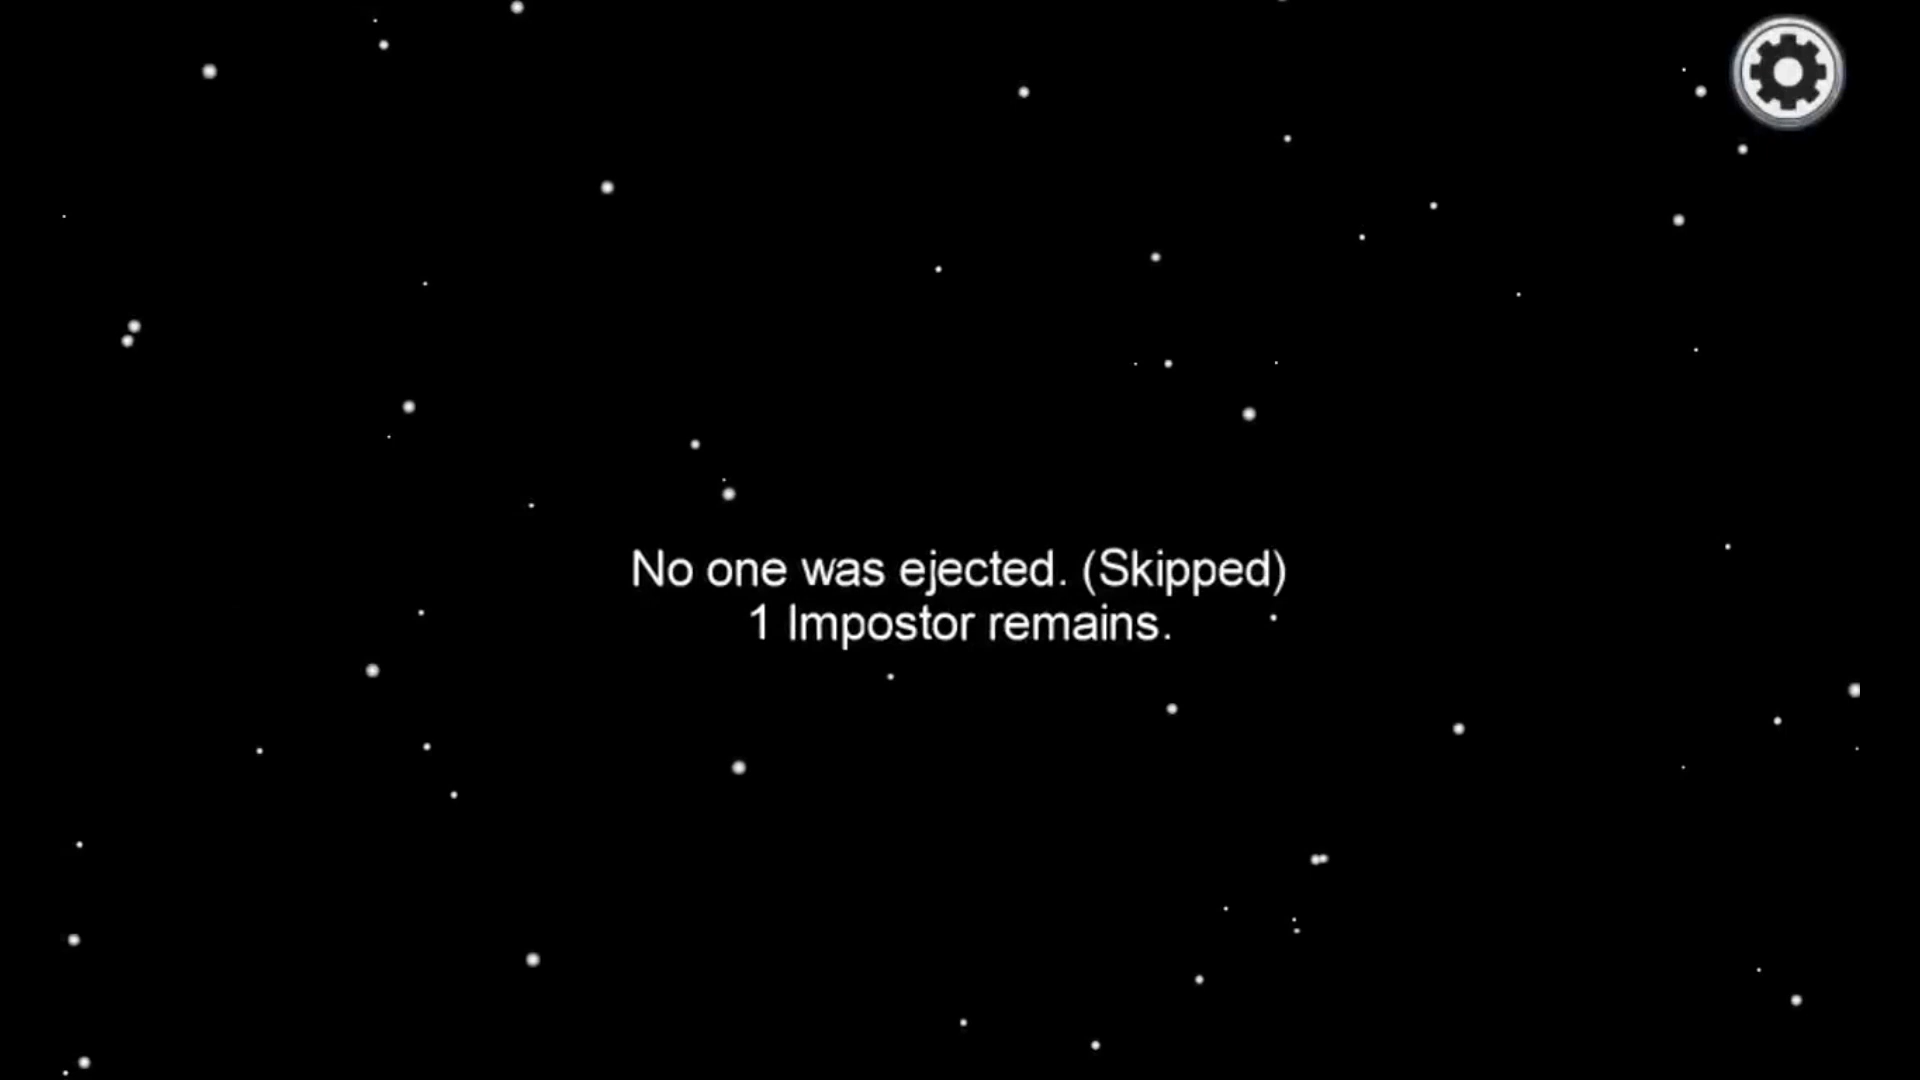 No one was ejected. (Skipped)
1 Impostor remains.